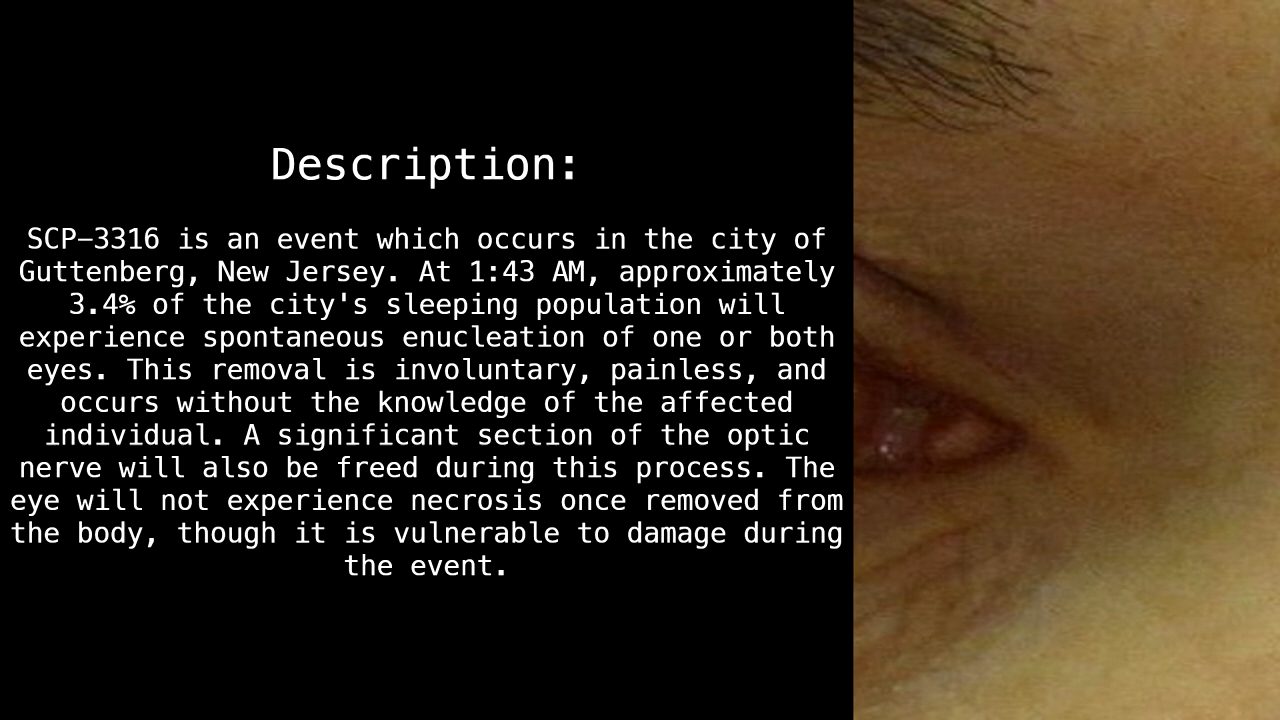 Description:
SCP–3316 is an event which occurs in the city of
Guttenberg, New Jersey. At 1:43 AM, approximately
3.4% of the city's sleeping population will
experience spontaneous enucleation of one or both
eyes. This removal is involuntary, painless, and
occurs without the knowledge of the affected
individual. A significant section of the optic
nerve will also be freed during this process. The
eye will not experience necrosis once removed from
the body, though it is vulnerable to damage during
the event.